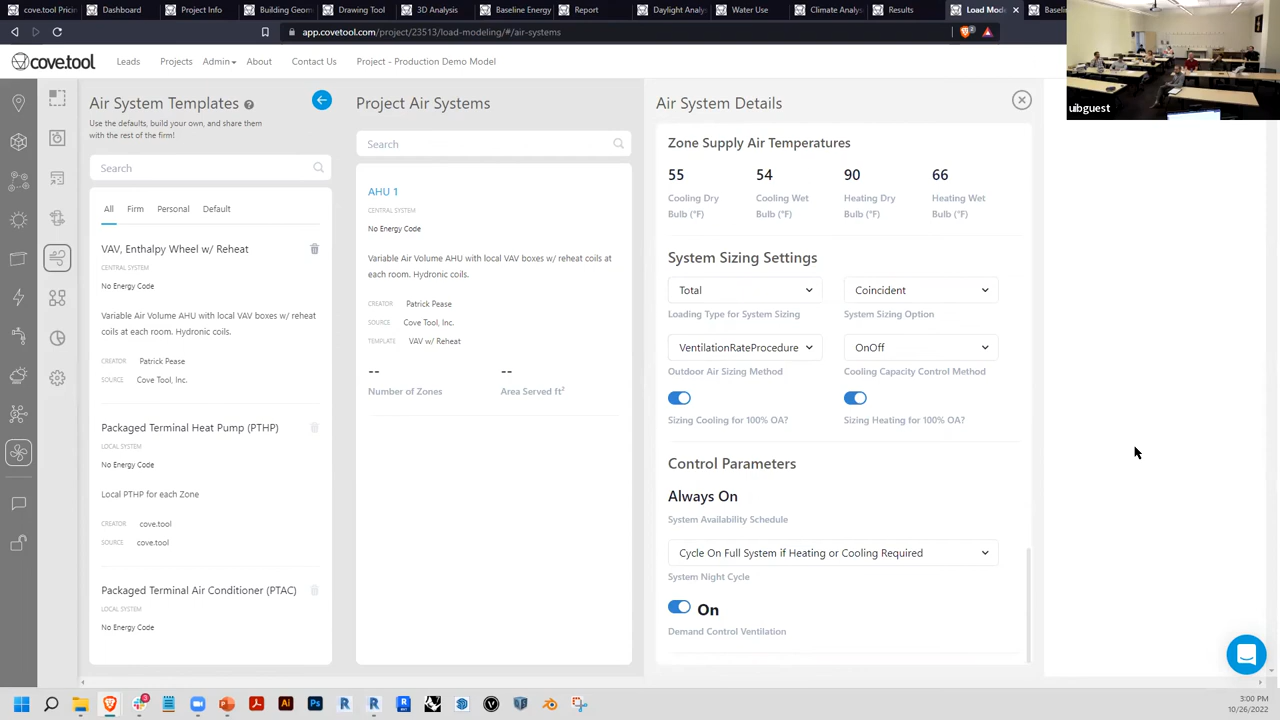 Pricing
Project Info
Building Geom
Drawing Tool
3D Analysis
Baseline Energy
Report
Daylight Analys
Water Use
Climate Analys
Results
Load Mode
Baseli
app.covetool.com/project/23513/load-modeling/#/air-systems
2
uibguest
cove.tool
Leads
Projects
Admin
About
Contact Us
Project - Production Demo Model
Air System Templates
Use the defaults, build your own, and share them
with the rest of the firm!
Search
All
Firm
Personal
Default
VAV, Enthalpy Wheel w/ Reheat
CENTRAL SYSTEM
No Energy Code
Variable Air Volume AHU with local VAV boxes w/ reheat coils
at each room. Hydronic coils.
CREATOR Patrick Pease
SOURCE Cove Tool, Inc.
Packaged Terminal Heat Pump (PTHP)
LOCAL SYSTEM
No Energy Code
Local PTHP for each Zone
CREATOR cove.tool
SOURCE cove.tool
Packaged Terminal Air Conditioner (PTAC)
LOCAL SYSTEM
No Energy Code
Project Air Systems
Search
AHU 1
CENTRAL SYSTEM
No Energy Code
Variable Air Volume AHU with local VAV boxes w/ reheat coils at
each room. Hydronic coils.
CREATOR Patrick Pease
SOURCE Cove Tool, Inc.
TEMPLATE VAV w/ Reheat
-- --
Number of Zones Area Served ft²
Air System Details
Zone Supply Air Temperatures
55 54 90 66
Cooling Dry Cooling Wet Heating Dry Heating Wet
Bulb (°F) Bulb (°F) Bulb (°F) Bulb (°F)
System Sizing Settings
Total Coincident
Loading Type for System Sizing System Sizing Option
VentilationRateProcedure OnOff
Outdoor Air Sizing Method Cooling Capacity Control Method
Sizing Cooling for 100% OA? Sizing Heating for 100% OA?
Control Parameters
Always On
System Availability Schedule
Cycle On Full System if Heating or Cooling Required
System Night Cycle
On
Demand Control Ventilation
3:00 PM
10/26/2022